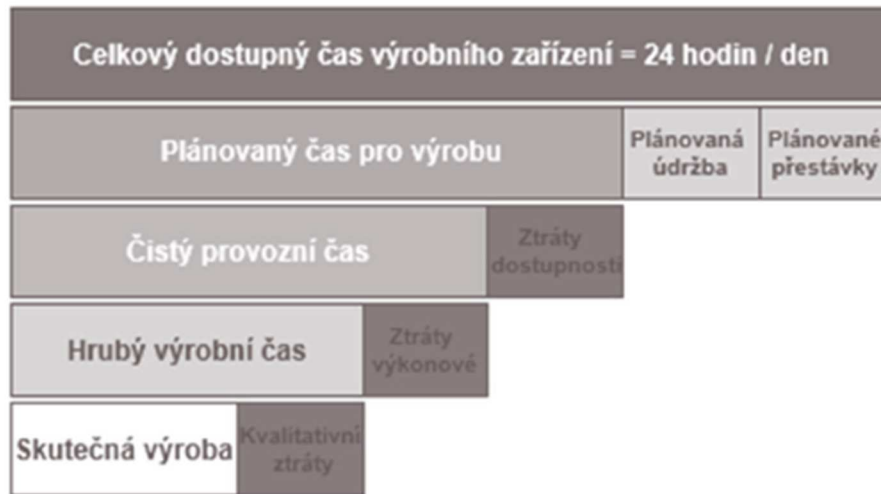 Celkový dostupný čas výrobního zařízení = 24 hodin / den
Plánovaný čas pro výrobu
Plánovaná
údržba
Plánované
přestávky
Čistý provozní čas
Ztráty
dostupnosti
Hrubý výrobní čas
Ztráty
výkonové
Skutečná výroba
Kvalitativní
ztráty